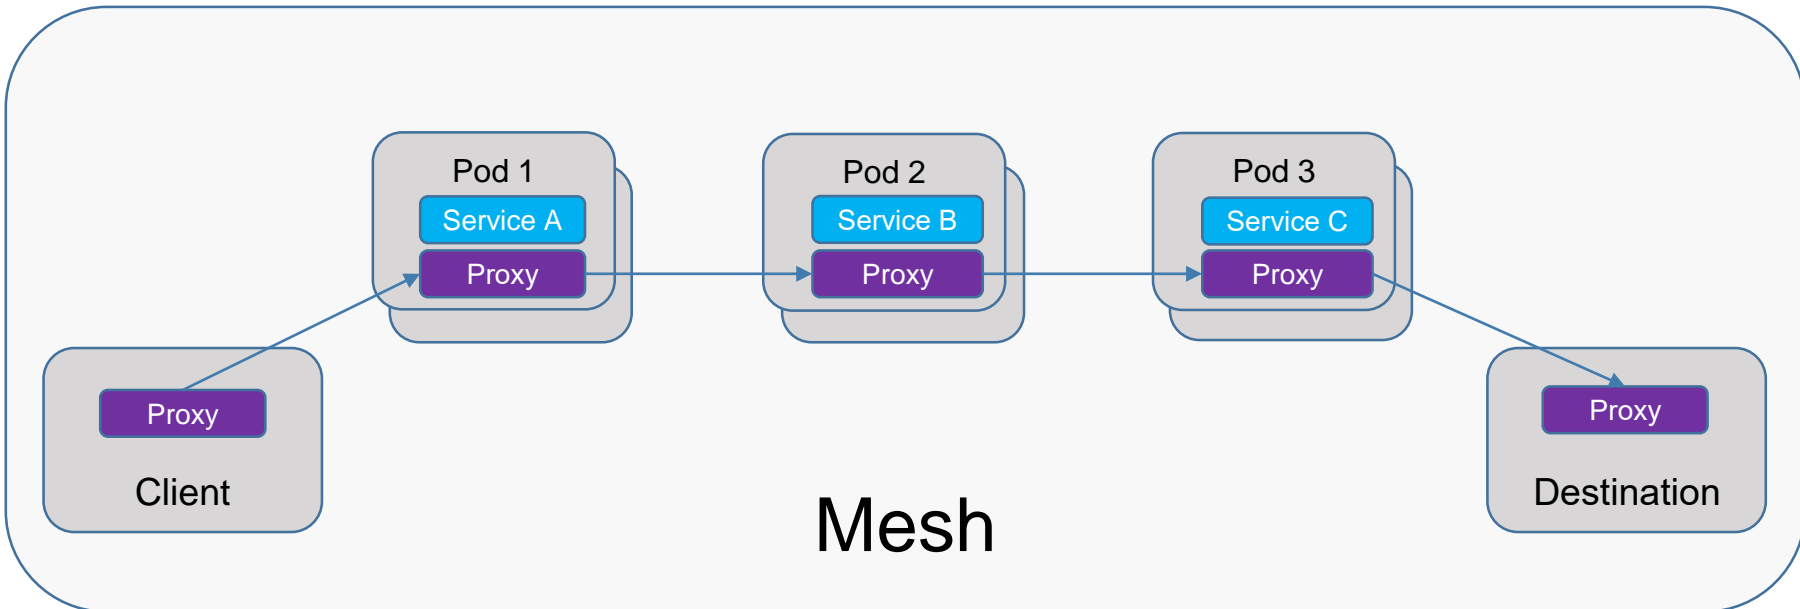 Pod 1
Service A
Proxy
Pod 2
Service B
Proxy
Pod 3
Service C
Proxy
Proxy
Client
Proxy
Destination
Mesh